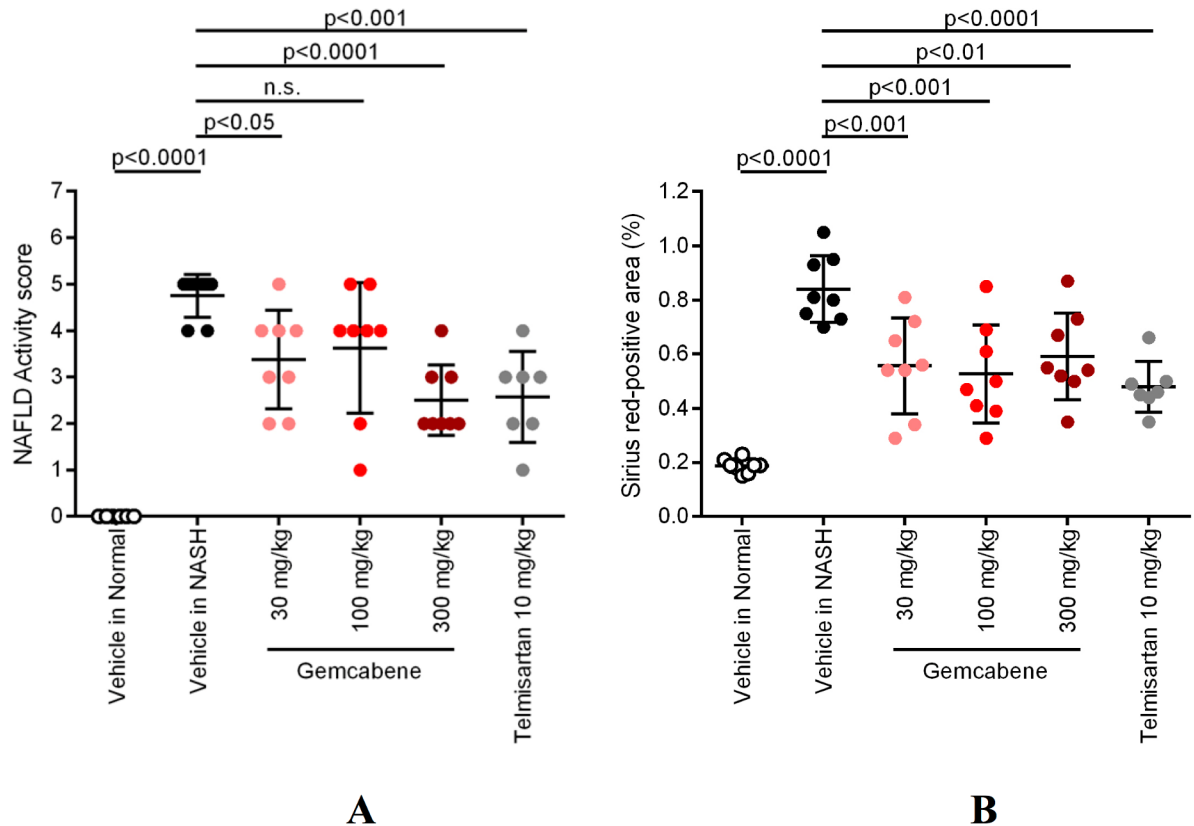 p<0.001
p<0.0001
n.s.
p<0.05
p<0.0001
NAFLD Activity score
7
6
5
4
3
2
1
0
Vehicle in Normal
Vehicle in NASH
30 mg/kg
100 mg/kg
300 mg/kg
Telmisartan 10 mg/kg
Gemcabene
A
p<0.0001
p<0.01
p<0.001
p<0.001
p<0.0001
Sirius red-positive area (%)
1.2
1.0
0.8
0.6
0.4
0.2
0.0
Vehicle in Normal
Vehicle in NASH
30 mg/kg
100 mg/kg
300 mg/kg
Telmisartan 10 mg/kg
Gemcabene
B